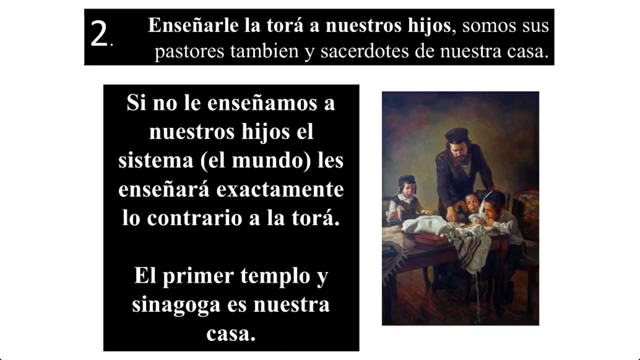 2. Enseñarle la torá a nuestros hijos, somos sus
pastores tambien y sacerdotes de nuestra casa.
Si no le enseñamos a
nuestros hijos el
sistema (el mundo) les
enseñará exactamente
lo contrario a la torá.
El primer templo y
sinagoga es nuestra
casa.